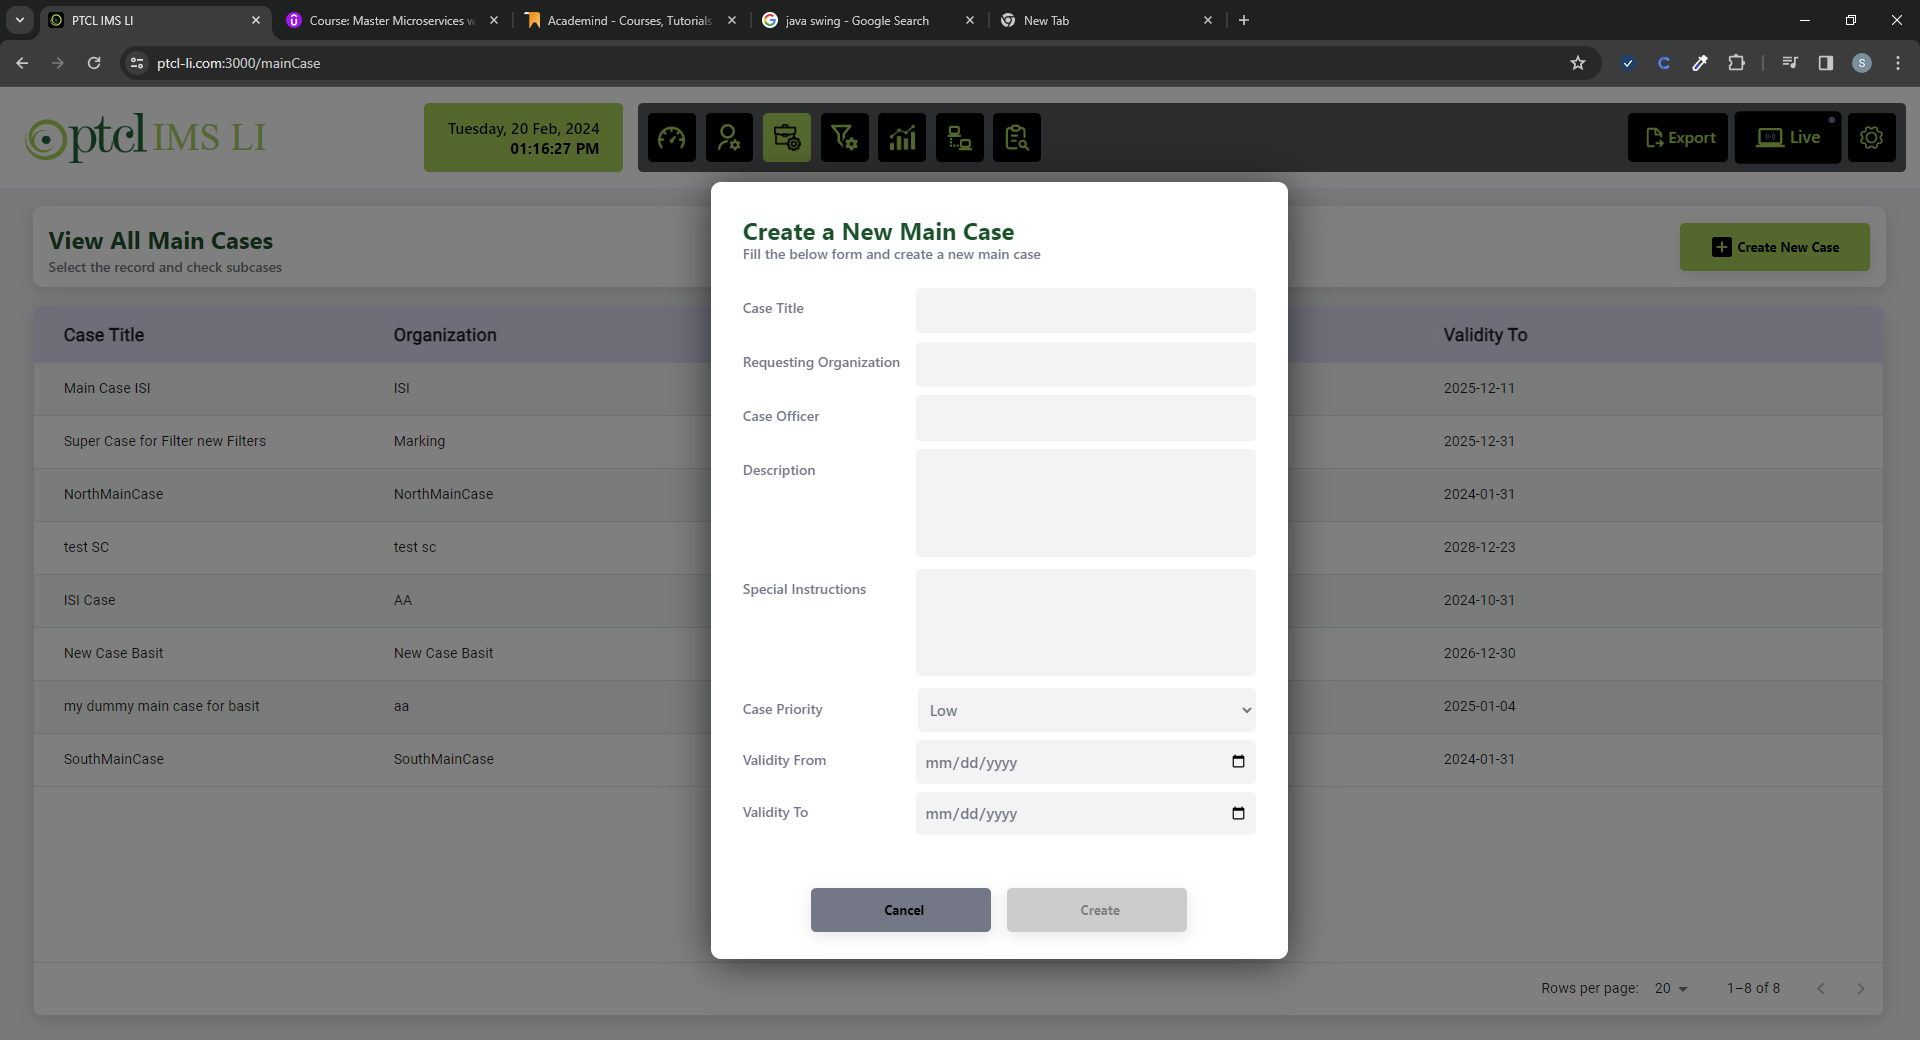 PTCL IMS LI
Course: Master Microservices w
Academind - Courses, Tutorials
java swing - Google Search
New Tab
ptcl-li.com:3000/mainCase
S
ptcl IMS LI
Tuesday, 20 Feb, 2024
01:16:27 PM
Export
Live
View All Main Cases
Select the record and check subcases
Create New Case
Case Title
Organization
Validity To
Main Case ISI
ISI
2025-12-11
Super Case for Filter new Filters
Marking
2025-12-31
NorthMainCase
NorthMainCase
2024-01-31
test SC
test sc
2028-12-23
ISI Case
AA
2024-10-31
New Case Basit
New Case Basit
2026-12-30
my dummy main case for basit
aa
2025-01-04
SouthMainCase
SouthMainCase
2024-01-31
Create a New Main Case
Fill the below form and create a new main case
Case Title
Requesting Organization
Case Officer
Description
Special Instructions
Case Priority
Low
Validity From
mm/dd/yyyy
Validity To
mm/dd/yyyy
Cancel
Create
Rows per page: 20
1–8 of 8